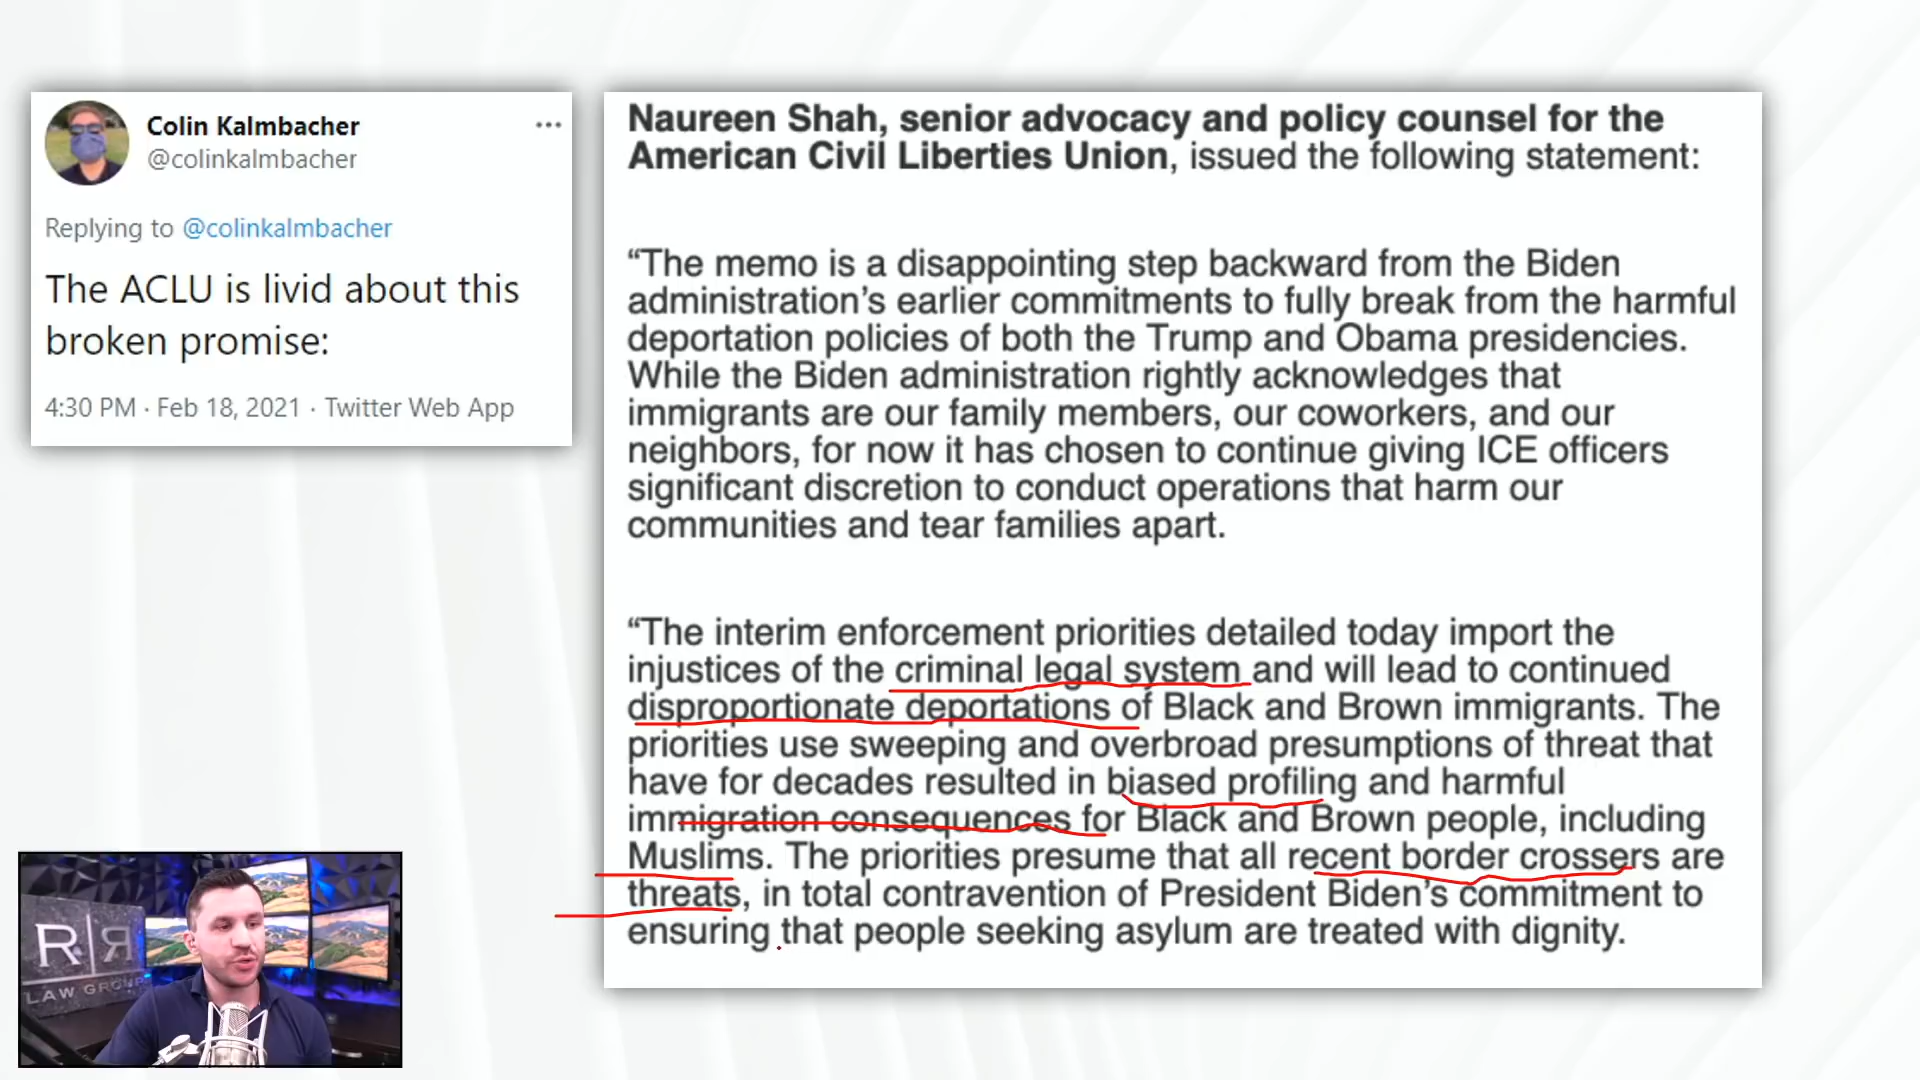 Colin Kalmbacher
@colinkalmbacher
Replying to @colinkalmbacher
The ACLU is livid about this
broken promise:
4:30 PM · Feb 18, 2021 · Twitter Web App
Naureen Shah, senior advocacy and policy counsel for the
American Civil Liberties Union, issued the following statement:
“The memo is a disappointing step backward from the Biden
administration’s earlier commitments to fully break from the harmful
deportation policies of both the Trump and Obama presidencies.
While the Biden administration rightly acknowledges that
immigrants are our family members, our coworkers, and our
neighbors, for now it has chosen to continue giving ICE officers
significant discretion to conduct operations that harm our
communities and tear families apart.
“The interim enforcement priorities detailed today import the
injustices of the criminal legal system and will lead to continued
disproportionate deportations of Black and Brown immigrants. The
priorities use sweeping and overbroad presumptions of threat that
have for decades resulted in biased profiling and harmful
immigration consequences for Black and Brown people, including
Muslims. The priorities presume that all recent border crossers are
threats, in total contravention of President Biden’s commitment to
ensuring that people seeking asylum are treated with dignity.
R|R
LAW GROUP